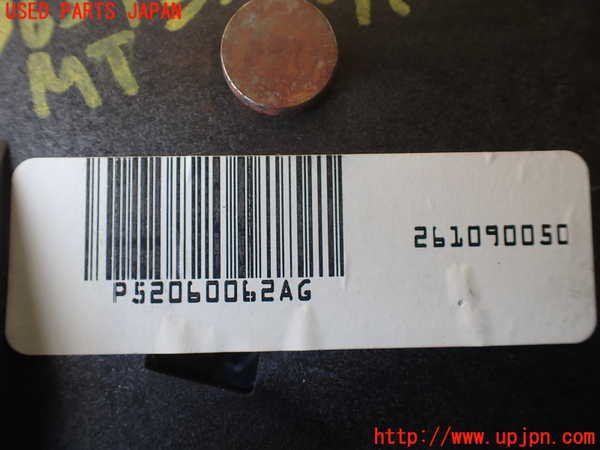 USED PARTS JAPAN
MT
261090050
P52060062AG
http://www.upjpn.com/